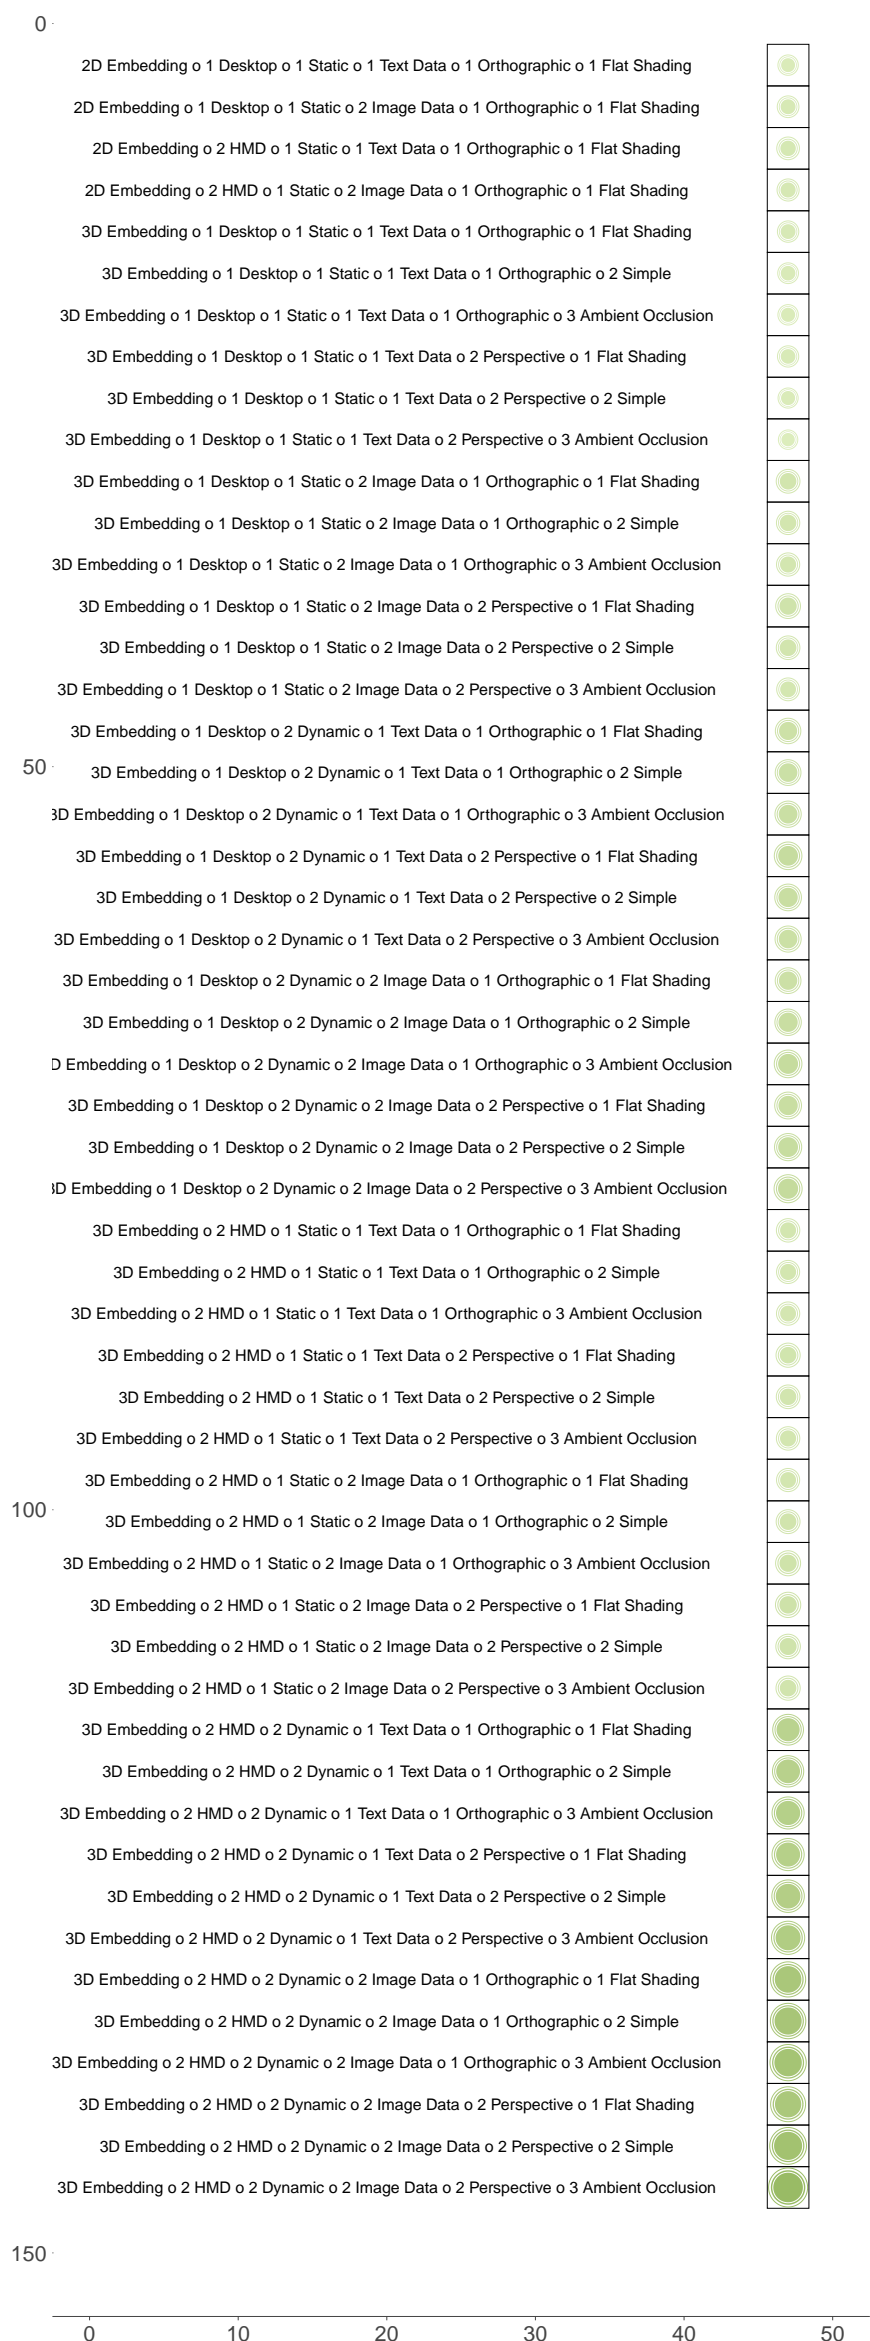 0
2D Embedding o 1 Desktop o 1 Static o 1 Text Data o 1 Orthographic o 1 Flat Shading
2D Embedding o 1 Desktop o 1 Static o 2 Image Data o 1 Orthographic o 1 Flat Shading
2D Embedding o 2 HMD o 1 Static o 1 Text Data o 1 Orthographic o 1 Flat Shading
2D Embedding o 2 HMD o 1 Static o 2 Image Data o 1 Orthographic o 1 Flat Shading
3D Embedding o 1 Desktop o 1 Static o 1 Text Data o 1 Orthographic o 1 Flat Shading
3D Embedding o 1 Desktop o 1 Static o 1 Text Data o 1 Orthographic o 2 Simple
3D Embedding o 1 Desktop o 1 Static o 1 Text Data o 1 Orthographic o 3 Ambient Occlusion
3D Embedding o 1 Desktop o 1 Static o 1 Text Data o 2 Perspective o 1 Flat Shading
3D Embedding o 1 Desktop o 1 Static o 1 Text Data o 2 Perspective o 2 Simple
3D Embedding o 1 Desktop o 1 Static o 1 Text Data o 2 Perspective o 3 Ambient Occlusion
3D Embedding o 1 Desktop o 1 Static o 2 Image Data o 1 Orthographic o 1 Flat Shading
3D Embedding o 1 Desktop o 1 Static o 2 Image Data o 1 Orthographic o 2 Simple
3D Embedding o 1 Desktop o 1 Static o 2 Image Data o 1 Orthographic o 3 Ambient Occlusion
3D Embedding o 1 Desktop o 1 Static o 2 Image Data o 2 Perspective o 1 Flat Shading
3D Embedding o 1 Desktop o 1 Static o 2 Image Data o 2 Perspective o 2 Simple
3D Embedding o 1 Desktop o 1 Static o 2 Image Data o 2 Perspective o 3 Ambient Occlusion
3D Embedding o 1 Desktop o 2 Dynamic o 1 Text Data o 1 Orthographic o 1 Flat Shading
50 3D Embedding o 1 Desktop o 2 Dynamic o 1 Text Data o 1 Orthographic o 2 Simple
3D Embedding o 1 Desktop o 2 Dynamic o 1 Text Data o 1 Orthographic o 3 Ambient Occlusion
3D Embedding o 1 Desktop o 2 Dynamic o 1 Text Data o 2 Perspective o 1 Flat Shading
3D Embedding o 1 Desktop o 2 Dynamic o 1 Text Data o 2 Perspective o 2 Simple
3D Embedding o 1 Desktop o 2 Dynamic o 1 Text Data o 2 Perspective o 3 Ambient Occlusion
3D Embedding o 1 Desktop o 2 Dynamic o 2 Image Data o 1 Orthographic o 1 Flat Shading
3D Embedding o 1 Desktop o 2 Dynamic o 2 Image Data o 1 Orthographic o 2 Simple
D Embedding o 1 Desktop o 2 Dynamic o 2 Image Data o 1 Orthographic o 3 Ambient Occlusion
3D Embedding o 1 Desktop o 2 Dynamic o 2 Image Data o 2 Perspective o 1 Flat Shading
3D Embedding o 1 Desktop o 2 Dynamic o 2 Image Data o 2 Perspective o 2 Simple
3D Embedding o 1 Desktop o 2 Dynamic o 2 Image Data o 2 Perspective o 3 Ambient Occlusion
3D Embedding o 2 HMD o 1 Static o 1 Text Data o 1 Orthographic o 1 Flat Shading
3D Embedding o 2 HMD o 1 Static o 1 Text Data o 1 Orthographic o 2 Simple
3D Embedding o 2 HMD o 1 Static o 1 Text Data o 1 Orthographic o 3 Ambient Occlusion
3D Embedding o 2 HMD o 1 Static o 1 Text Data o 2 Perspective o 1 Flat Shading
3D Embedding o 2 HMD o 1 Static o 1 Text Data o 2 Perspective o 2 Simple
3D Embedding o 2 HMD o 1 Static o 1 Text Data o 2 Perspective o 3 Ambient Occlusion
3D Embedding o 2 HMD o 1 Static o 2 Image Data o 1 Orthographic o 1 Flat Shading
100 3D Embedding o 2 HMD o 1 Static o 2 Image Data o 1 Orthographic o 2 Simple
3D Embedding o 2 HMD o 1 Static o 2 Image Data o 1 Orthographic o 3 Ambient Occlusion
3D Embedding o 2 HMD o 1 Static o 2 Image Data o 2 Perspective o 1 Flat Shading
3D Embedding o 2 HMD o 1 Static o 2 Image Data o 2 Perspective o 2 Simple
3D Embedding o 2 HMD o 1 Static o 2 Image Data o 2 Perspective o 3 Ambient Occlusion
3D Embedding o 2 HMD o 2 Dynamic o 1 Text Data o 1 Orthographic o 1 Flat Shading
3D Embedding o 2 HMD o 2 Dynamic o 1 Text Data o 1 Orthographic o 2 Simple
3D Embedding o 2 HMD o 2 Dynamic o 1 Text Data o 1 Orthographic o 3 Ambient Occlusion
3D Embedding o 2 HMD o 2 Dynamic o 1 Text Data o 2 Perspective o 1 Flat Shading
3D Embedding o 2 HMD o 2 Dynamic o 1 Text Data o 2 Perspective o 2 Simple
3D Embedding o 2 HMD o 2 Dynamic o 1 Text Data o 2 Perspective o 3 Ambient Occlusion
3D Embedding o 2 HMD o 2 Dynamic o 2 Image Data o 1 Orthographic o 1 Flat Shading
3D Embedding o 2 HMD o 2 Dynamic o 2 Image Data o 1 Orthographic o 2 Simple
3D Embedding o 2 HMD o 2 Dynamic o 2 Image Data o 1 Orthographic o 3 Ambient Occlusion
3D Embedding o 2 HMD o 2 Dynamic o 2 Image Data o 2 Perspective o 1 Flat Shading
3D Embedding o 2 HMD o 2 Dynamic o 2 Image Data o 2 Perspective o 2 Simple
3D Embedding o 2 HMD o 2 Dynamic o 2 Image Data o 2 Perspective o 3 Ambient Occlusion
150
0 10 20 30 40 50